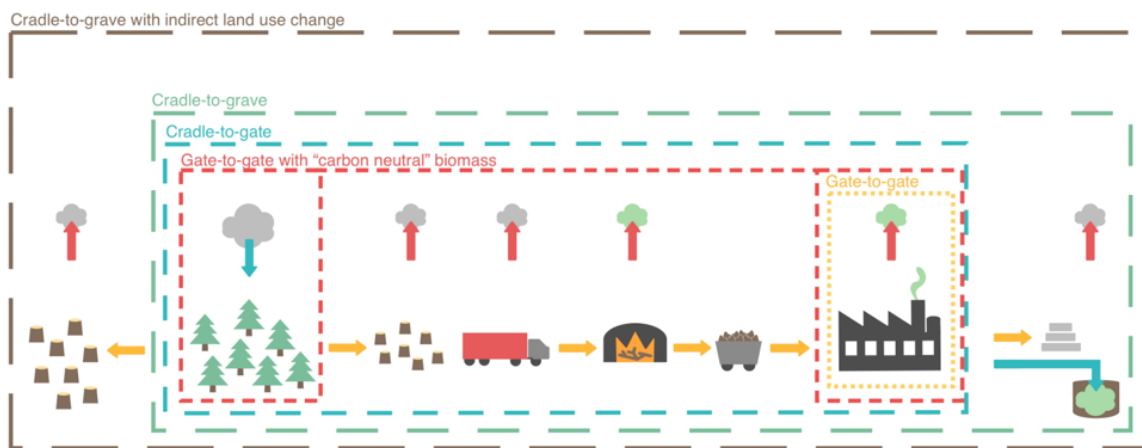 Cradle-to-grave with indirect land use change
Cradle-to-grave
Cradle-to-gate
Gate-to-gate with “carbon neutral” biomass
Gate-to-gate